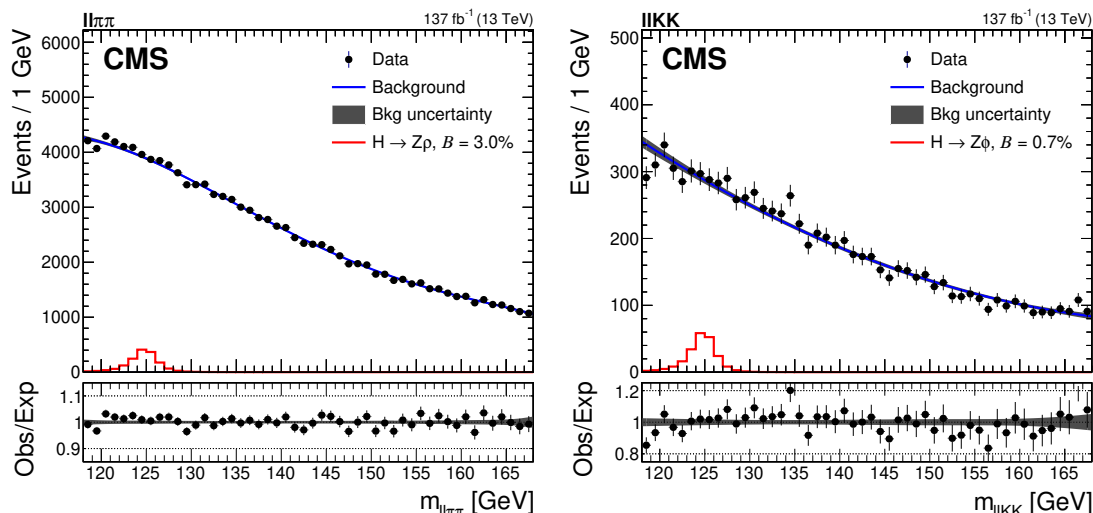 llππ
137 fb⁻¹ (13 TeV)
CMS
Data
Background
Bkg uncertainty
H → Zρ, B = 3.0%
Events / 1 GeV
6000
5000
4000
3000
2000
1000
0
Obs/Exp
1.1
1
0.9
120 125 130 135 140 145 150 155 160 165
m_llππ [GeV]
llKK
137 fb⁻¹ (13 TeV)
CMS
Data
Background
Bkg uncertainty
H → Zϕ, B = 0.7%
Events / 1 GeV
500
400
300
200
100
0
Obs/Exp
1.2
1
0.8
120 125 130 135 140 145 150 155 160 165
m_llKK [GeV]